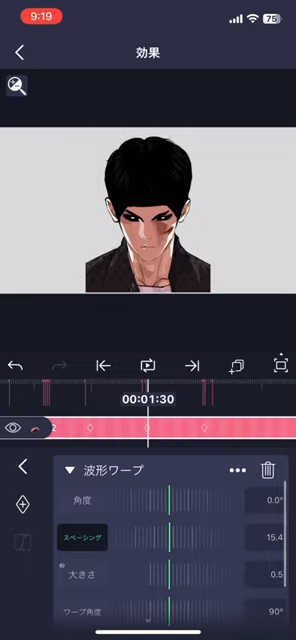 9:19
75
効果
00:01:30
2
波形ワープ
角度
0.0°
スペーシング
15.4
大きさ
0.5
ワープ角度
90°